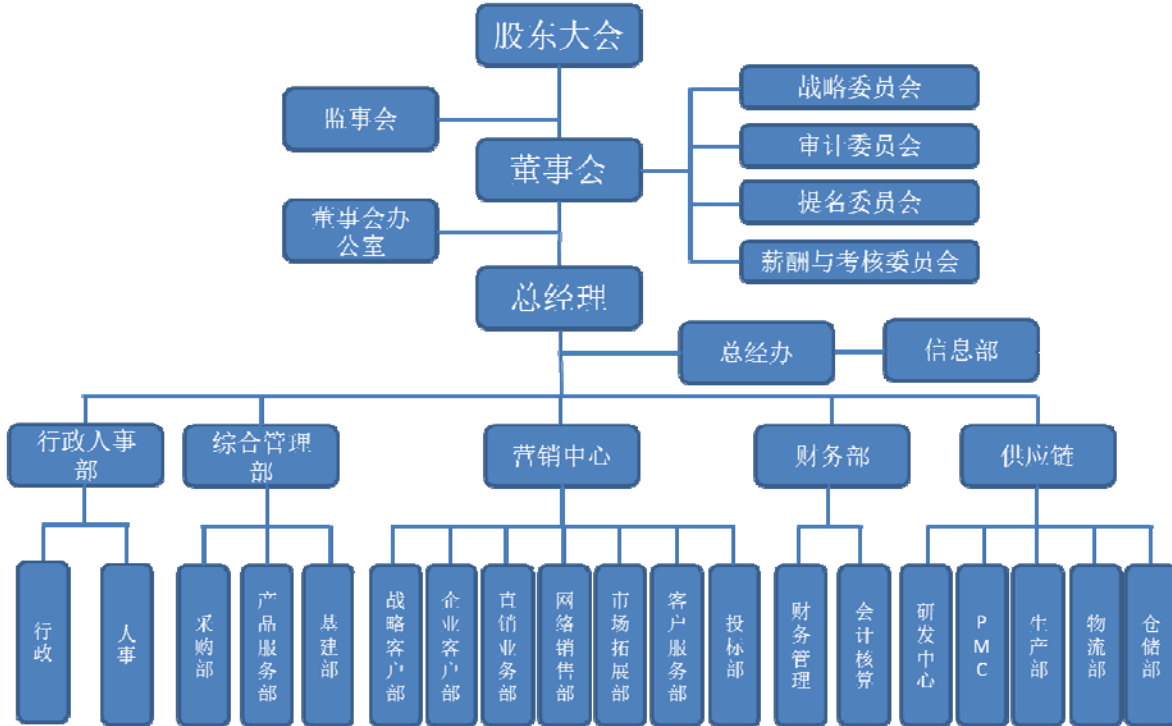 股东大会
战略委员会
监事会
审计委员会
董事会
提名委员会
董事会办
公室
薪酬与考核委员会
总经理
总经办
信息部
行政人事
部
综合管理
部
营销中心
财务部
供应链
行政
人事
采购部
产品服务部
基建部
战略客户部
企业客户部
直销业务部
网络销售部
市场拓展部
客户服务部
投标部
财务管理
会计核算
研发中心
PMC
生产部
物流部
仓储部